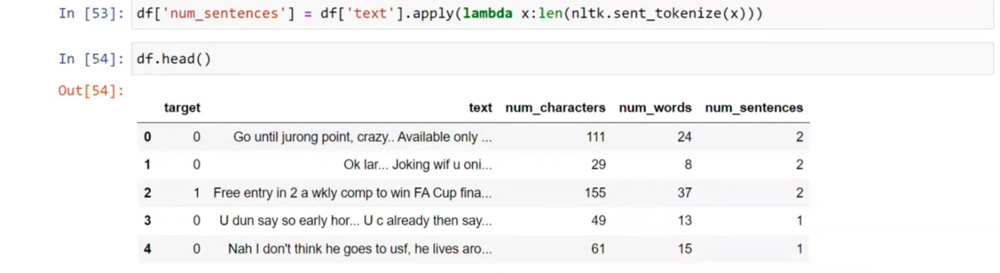 In [53]: df['num_sentences'] = df['text'].apply(lambda x:len(nltk.sent_tokenize(x)))
In [54]: df.head()
Out[54]:
target text num_characters num_words num_sentences
0 0 Go until jurong point, crazy.. Available only ... 111 24 2
1 0 Ok lar... Joking wif u oni... 29 8 2
2 1 Free entry in 2 a wkly comp to win FA Cup fina... 155 37 2
3 0 U dun say so early hor... U c already then say... 49 13 1
4 0 Nah I don't think he goes to usf, he lives aro... 61 15 1